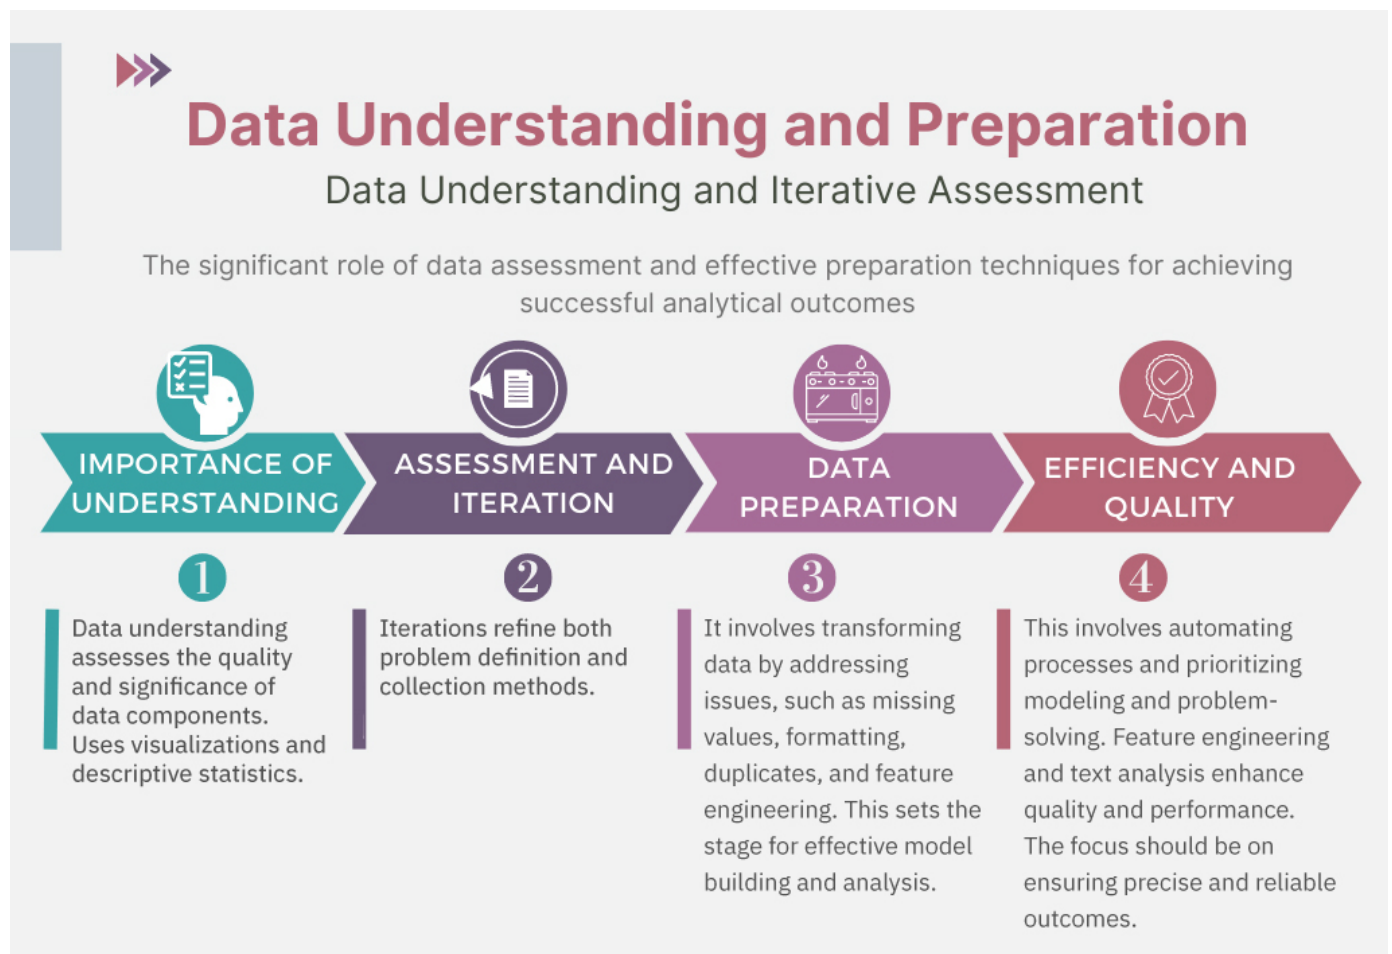 Data Understanding and Preparation
Data Understanding and Iterative Assessment
The significant role of data assessment and effective preparation techniques for achieving
successful analytical outcomes
IMPORTANCE OF
UNDERSTANDING
ASSESSMENT AND
ITERATION
DATA
PREPARATION
EFFICIENCY AND
QUALITY
1
Data understanding
assesses the quality
and significance of
data components.
Uses visualizations and
descriptive statistics.
2
Iterations refine both
problem definition and
collection methods.
3
It involves transforming
data by addressing
issues, such as missing
values, formatting,
duplicates, and feature
engineering. This sets the
stage for effective model
building and analysis.
4
This involves automating
processes and prioritizing
modeling and problem-
solving. Feature engineering
and text analysis enhance
quality and performance.
The focus should be on
ensuring precise and reliable
outcomes.